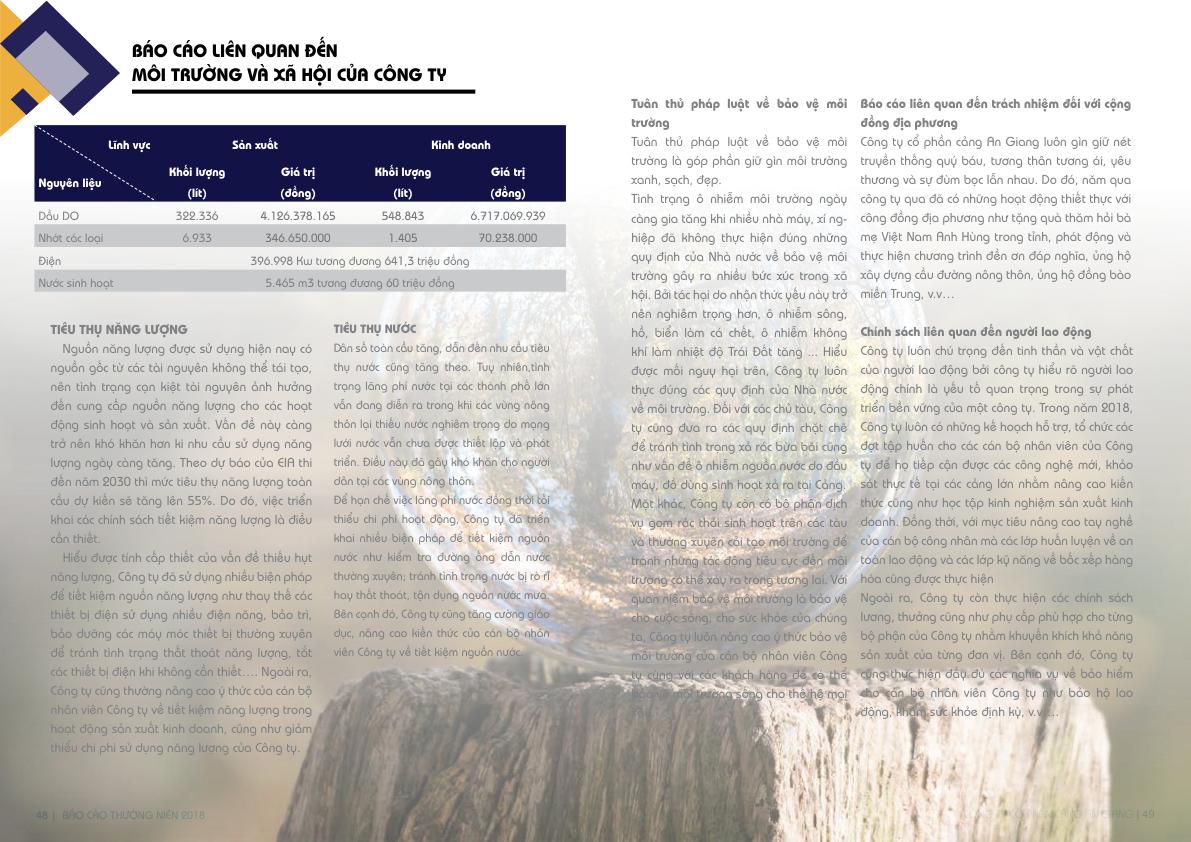 BÁO CÁO LIÊN QUAN ĐẾN
MÔI TRƯỜNG VÀ XÃ HỘI CỦA CÔNG TY
Lĩnh vực Sản xuất Kinh doanh
Nguyên liệu Khối lượng (lít) Giá trị (đồng) Khối lượng (lít) Giá trị (đồng)
Dầu DO 322.336 4.126.378.165 548.843 6.717.069.939
Nhớt các loại 6.933 346.650.000 1.405 70.238.000
Điện 396.998 Kw tương đương 641,3 triệu đồng
Nước sinh hoạt 5.465 m3 tương đương 60 triệu đồng
TIÊU THỤ NĂNG LƯỢNG
Nguồn năng lượng được sử dụng hiện nay có
nguồn gốc từ các tài nguyên không thể tái tạo,
nên tình trạng cạn kiệt tài nguyên ảnh hưởng
đến cung cấp nguồn năng lượng cho các hoạt
động sinh hoạt và sản xuất. Vấn đề này càng
trở nên khó khăn hơn ki nhu cầu sử dụng năng
lượng ngày càng tăng. Theo dự báo của EIA thì
đến năm 2030 thì mức tiêu thụ năng lượng toàn
cầu dự kiến sẽ tăng lên 55%. Do đó, việc triển
khai các chính sách tiết kiệm năng lượng là điều
cần thiết.
Hiểu được tính cấp thiết của vấn đề thiếu hụt
năng lượng, Công ty đã sử dụng nhiều biện pháp
để tiết kiệm nguồn năng lượng như thay thế các
thiết bị điện sử dụng nhiều điện năng, bảo trì,
bảo dưỡng các máy móc thiết bị thường xuyên
để tránh tình trạng thất thoát năng lượng, tắt
các thiết bị điện khi không cần thiết.... Ngoài ra,
Công ty cũng thường nâng cao ý thức của cán bộ
nhân viên Công ty về tiết kiệm năng lượng trong
hoạt động sản xuất kinh doanh, cũng như giảm
thiểu chi phí sử dụng năng lượng của Công ty.
TIÊU THỤ NƯỚC
Dân số toàn cầu tăng, dẫn đến nhu cầu tiêu
thụ nước cũng tăng theo. Tuy nhiên,tình
trạng lãng phí nước tại các thành phố lớn
vẫn đang diễn ra trong khi các vùng nông
thôn lại thiếu nước nghiêm trọng do mạng
lưới nước vẫn chưa được thiết lập và phát
triển. Điều này đã gây khó khăn cho người
dân tại các vùng nông thôn.
Để hạn chế việc lãng phí nước đồng thời tối
thiểu chi phí hoạt động, Công ty đã triển
khai nhiều biện pháp để tiết kiệm nguồn
nước như kiểm tra đường ống dẫn nước
thường xuyên; tránh tình trạng nước bị rò rỉ
hay thất thoát, tận dụng nguồn nước mưa.
Bên cạnh đó, Công ty cũng tăng cường giáo
dục, nâng cao kiến thức của cán bộ nhân
viên Công ty về tiết kiệm nguồn nước.
48 | BÁO CÁO THƯỜNG NIÊN 2018
Tuân thủ pháp luật về bảo vệ môi
trường
Tuân thủ pháp luật về bảo vệ môi
trường là góp phần giữ gìn môi trường
xanh, sạch, đẹp.
Tình trạng ô nhiễm môi trường ngày
càng gia tăng khi nhiều nhà máy, xí ng-
hiệp đã không thực hiện đúng những
quy định của Nhà nước về bảo vệ môi
trường gây ra nhiều bức xúc trong xã
hội. Bởi tác hại do nhận thức yếu này trở
nên nghiêm trọng hơn, ô nhiễm sông,
hồ, biển làm cá chết, ô nhiễm không
khí làm nhiệt độ Trái Đất tăng ... Hiểu
được mối nguy hại trên, Công ty luôn
thực đúng các quy định của Nhà nước
về môi trường. Đối với các chủ tàu, Công
ty cũng đưa ra các quy định chặt chẽ
để tránh tình trạng xả rác bừa bãi cũng
như vấn đề ô nhiễm nguồn nước do dầu
máy, đồ dùng sinh hoạt xả ra tại Cảng.
Mặt khác, Công ty còn có bộ phận dịch
vụ gom rác thải sinh hoạt trên các tàu
và thường xuyên cải tạo môi trường để
tránh những tác động tiêu cực đến môi
trường có thể xảy ra trong tương lai. Với
quan niệm bảo vệ môi trường là bảo vệ
cho cuộc sống, cho sức khỏe của chúng
ta, Công ty luôn nâng cao ý thức bảo vệ
môi trường của cán bộ nhân viên Công
ty cùng với các khách hàng để có thể
bảo vệ môi trường sống cho thế hệ mai
Báo cáo liên quan đến trách nhiệm đối với cộng
đồng địa phương
Công ty cổ phần cảng An Giang luôn gìn giữ nét
truyền thống quý báu, tương thân tương ái, yêu
thương và sự đùm bọc lẫn nhau. Do đó, năm qua
công ty qua đã có những hoạt động thiết thực với
cộng đồng địa phương như tặng quà thăm hỏi bà
mẹ Việt Nam Anh Hùng trong tỉnh, phát động và
thực hiện chương trình đền ơn đáp nghĩa, ủng hộ
xây dựng cầu đường nông thôn, ủng hộ đồng bào
miền Trung, v.v…
Chính sách liên quan đến người lao động
Công ty luôn chú trọng đến tinh thần và vật chất
của người lao động bởi công ty hiểu rõ người lao
động chính là yếu tố quan trọng trong sự phát
triển bền vững của một công ty. Trong năm 2018,
Công ty luôn có những kế hoạch hỗ trợ, tổ chức các
đợt tập huấn cho các cán bộ nhân viên của Công
ty để họ tiếp cận được các công nghệ mới, khảo
sát thực tế tại các cảng lớn nhằm nâng cao kiến
thức cũng như học tập kinh nghiệm sản xuất kinh
doanh. Đồng thời, với mục tiêu nâng cao tay nghề
của cán bộ công nhân mà các lớp huấn luyện về an
toàn lao động và các lớp kỹ năng về bốc xếp hàng
hóa cũng được thực hiện
Ngoài ra, Công ty còn thực hiện các chính sách
lương, thưởng cũng như phụ cấp phù hợp cho từng
bộ phận của Công ty nhằm khuyến khích khả năng
sản xuất của từng đơn vị. Bên cạnh đó, Công ty
cũng thực hiện đầy đủ các nghĩa vụ về bảo hiểm
cho cán bộ nhân viên Công ty như bảo hộ lao
động, khám sức khỏe định kỳ, v.v….
| 49